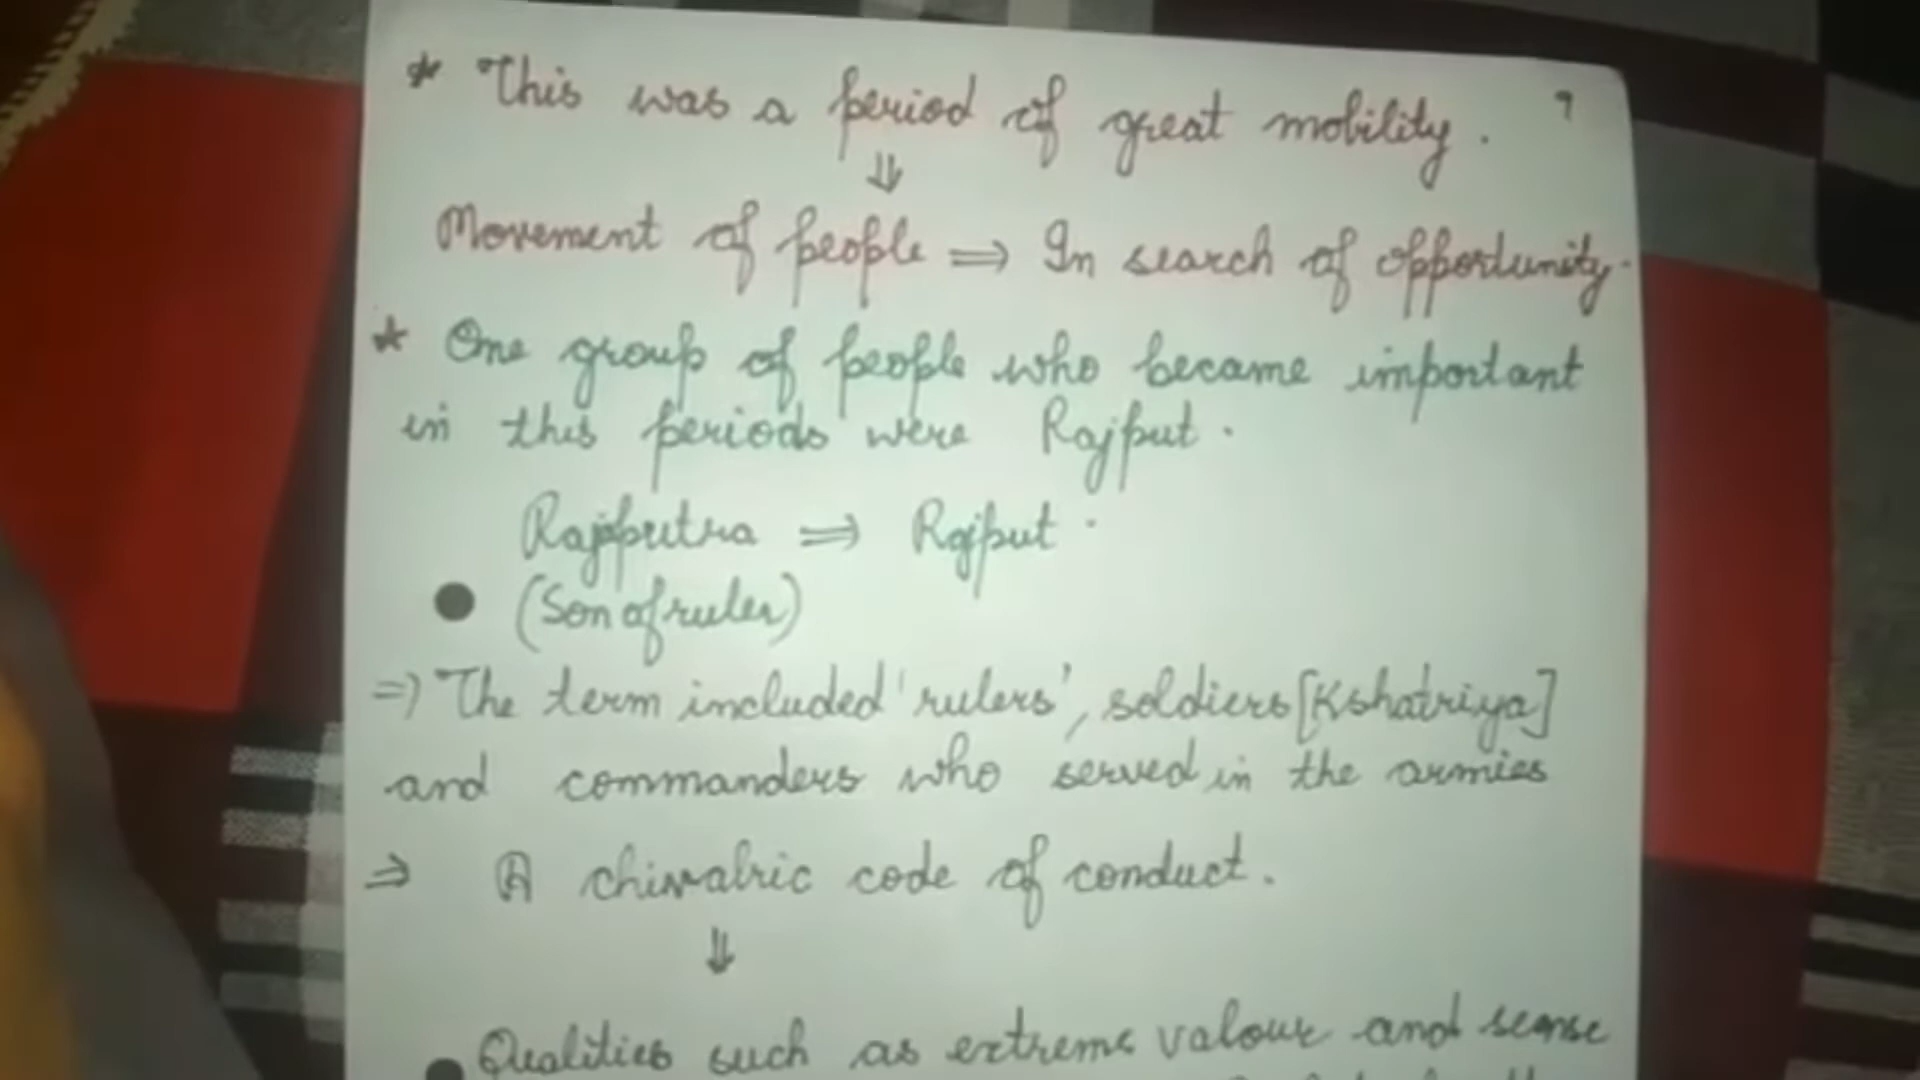 * This was a period of great mobility. 9
⇓
Movement of people ⇒ In search of opportunity.
* One group of people who became important
in this periods were Rajput.
Rajputra ⇒ Rajput.
(Son of ruler)
⇒ The term included 'rulers', soldiers [Kshatriya]
and commanders who served in the armies
⇒ A chivalric code of conduct.
⇓
Qualities such as extreme valour and sense